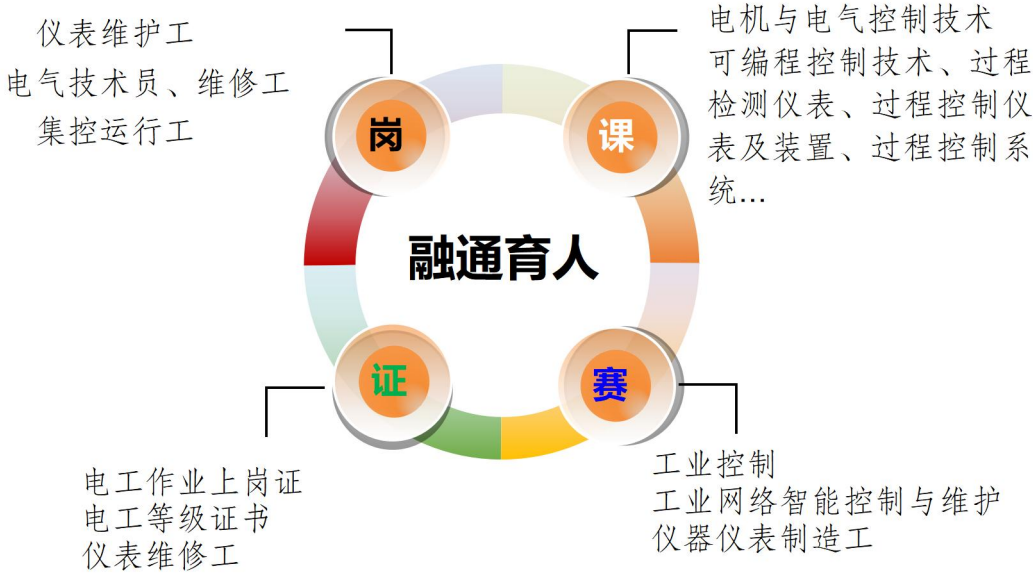 仪表维护工
电气技术员、维修工
集控运行工
岗
电机与电气控制技术
可编程控制技术、过程
检测仪表、过程控制仪
表及装置、过程控制系
统...
课
融通育人
证
电工作业上岗证
电工等级证书
仪表维修工
赛
工业控制
工业网络智能控制与维护
仪器仪表制造工